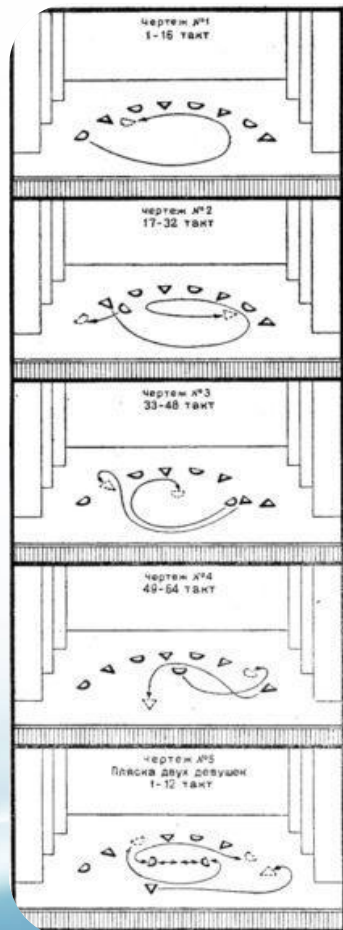 чертеж №1
1-16 такт
чертеж №2
17-32 такт
чертеж №3
33-48 такт
чертеж №4
49-64 такт
чертеж №5
Пляска двух девушек
1-12 такт